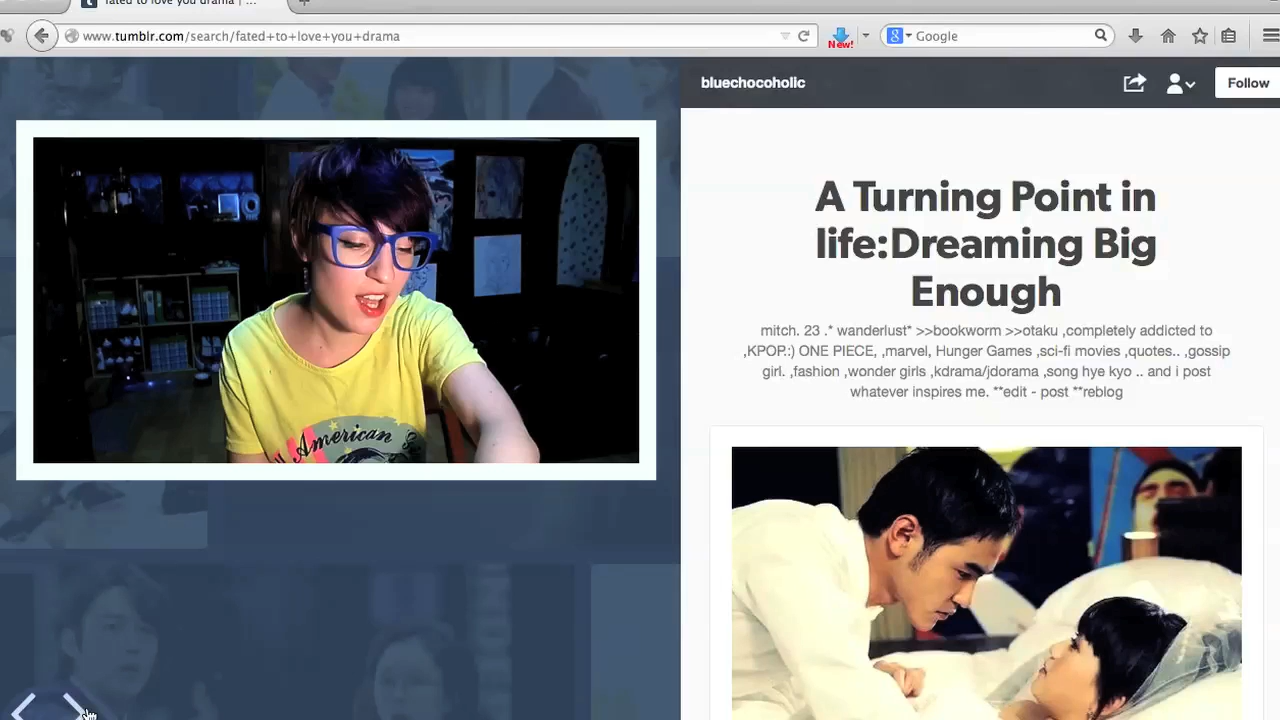 fated to love you drama | ...
www.tumblr.com/search/fated+to+love+you+drama
New!
Google
bluechocoholic
Follow
A Turning Point in
life:Dreaming Big
Enough
mitch. 23 .* wanderlust* >>bookworm >>otaku ,completely addicted to
,KPOP.:) ONE PIECE, ,marvel, Hunger Games ,sci-fi movies ,quotes.. ,gossip
girl. ,fashion ,wonder girls ,kdrama/jdorama ,song hye kyo .. and i post
whatever inspires me. **edit - post **reblog
American